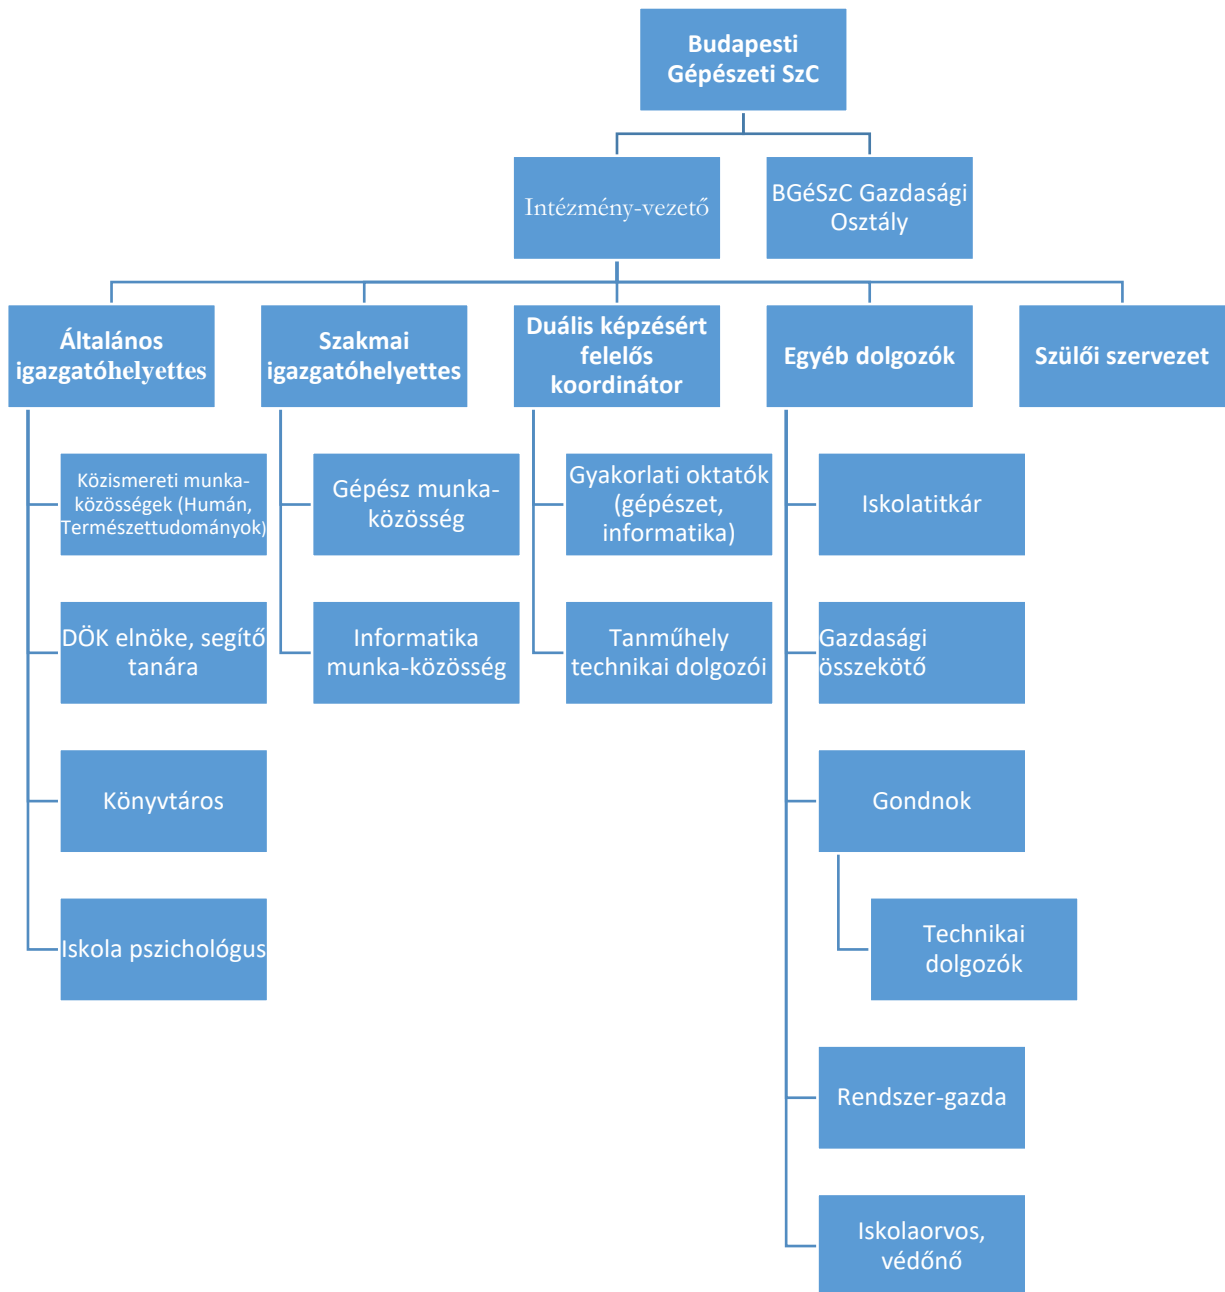 Budapesti
Gépészeti SzC
Intézmény-vezető
BGéSzC Gazdasági
Osztály
Általános
igazgatóhelyettes
Szakmai
igazgatóhelyettes
Duális képzésért
felelős
koordinátor
Egyéb dolgozók
Szülői szervezet
Közismereti munka-
közösségek (Humán,
Természettudományok)
Gépész munka-
közösség
Gyakorlati oktatók
(gépészet,
informatika)
Iskolatitkár
DÖK elnöke, segítő
tanára
Informatika
munka-közösség
Tanműhely
technikai dolgozói
Gazdasági
összekötő
Könyvtáros
Gondnok
Iskola pszichológus
Technikai
dolgozók
Rendszer-gazda
Iskolaorvos,
védőnő